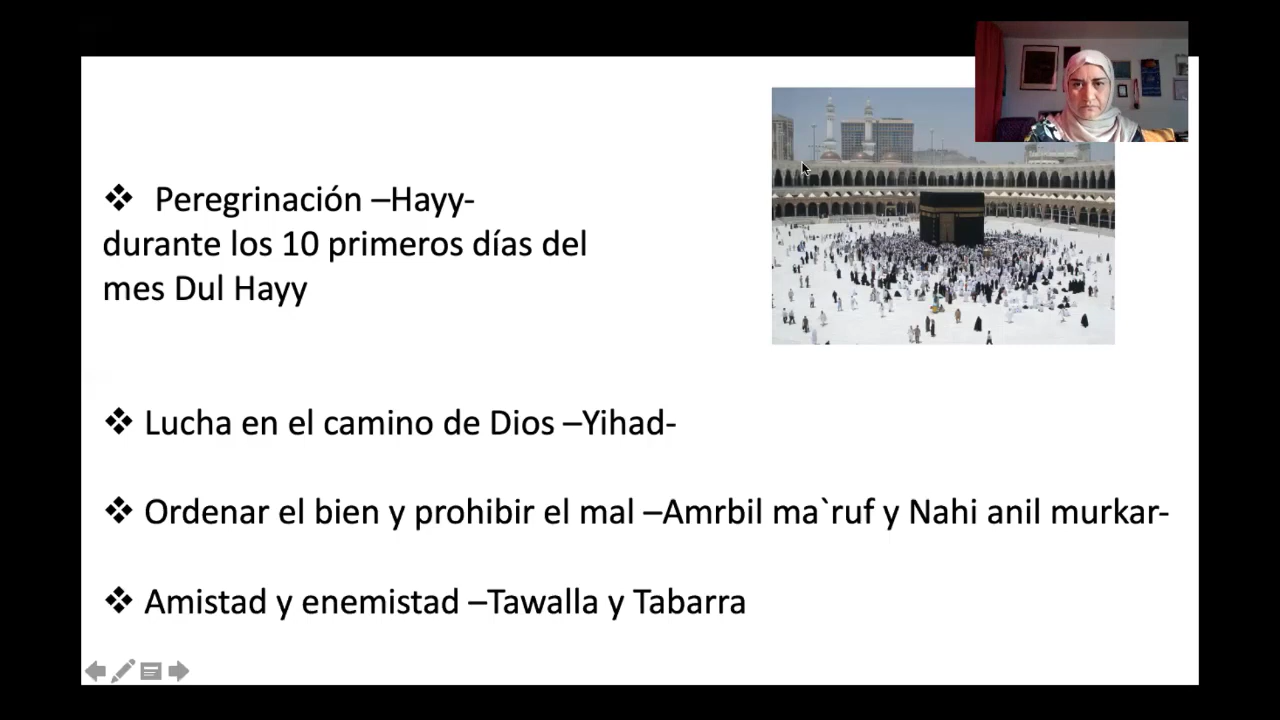 ❖ Peregrinación –Hayy-
durante los 10 primeros días del
mes Dul Hayy
❖ Lucha en el camino de Dios –Yihad-
❖ Ordenar el bien y prohibir el mal –Amrbil ma`ruf y Nahi anil murkar-
❖ Amistad y enemistad –Tawalla y Tabarra